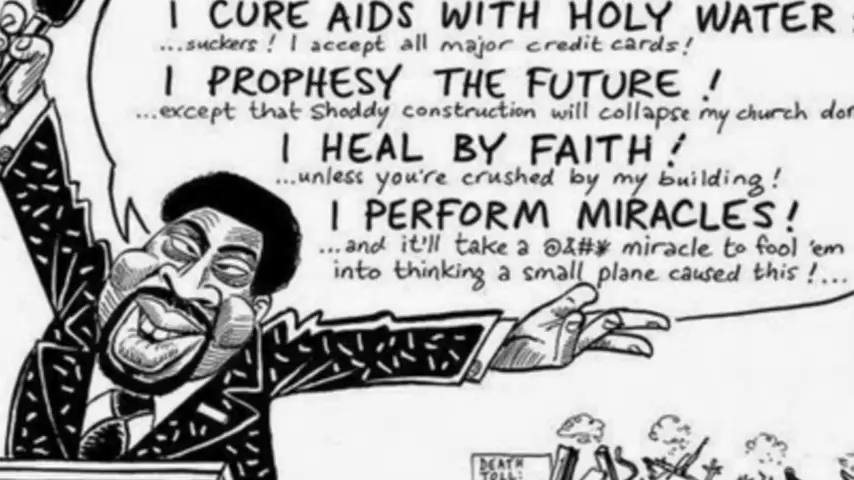 I CURE AIDS WITH HOLY WATER
...suckers! I accept all major credit cards!
I PROPHESY THE FUTURE!
...except that shoddy construction will collapse my church
I HEAL BY FAITH!
...unless you're crushed by my building!
I PERFORM MIRACLES!
...and it'll take a @&#* miracle to fool 'em
into thinking a small plane caused this!...
DEATH
TOLL: